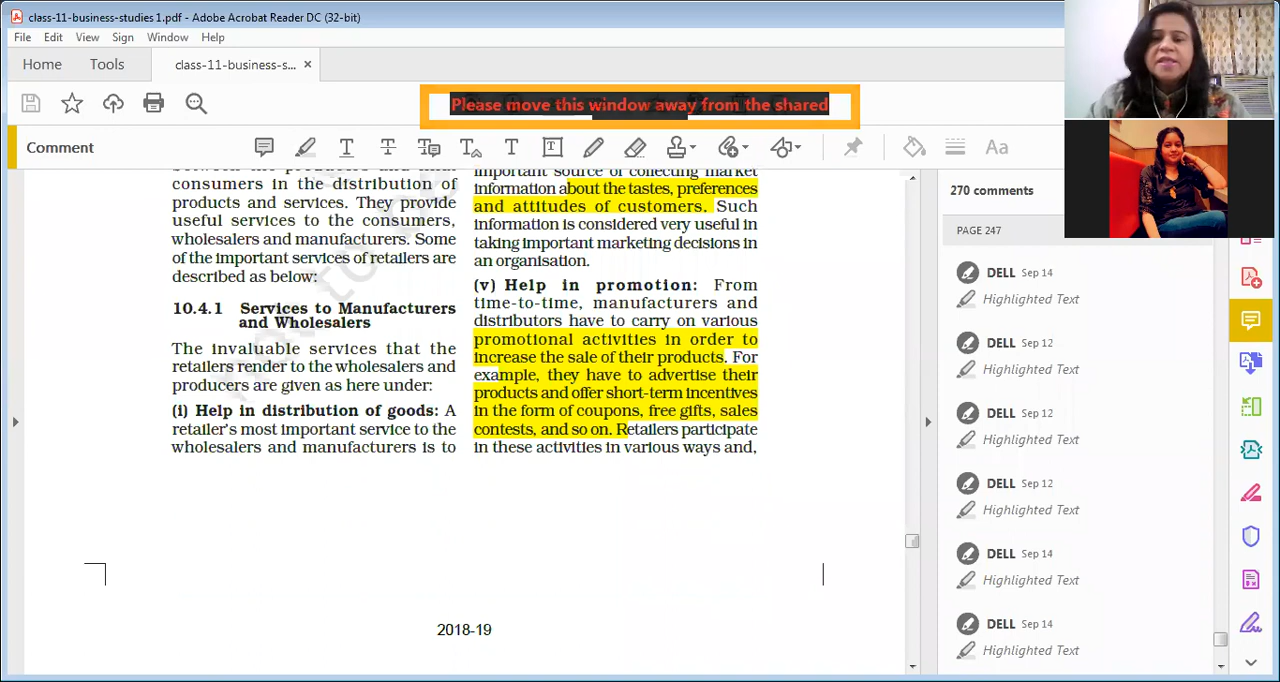 class-11-business-studies 1.pdf - Adobe Acrobat Reader DC (32-bit)
File Edit View Sign Window Help
Home Tools class-11-business-s... ×
Please move this window away from the shared
Comment
Aa
consumers in the distribution of
products and services. They provide
useful services to the consumers,
wholesalers and manufacturers. Some
of the important services of retailers are
described as below:
10.4.1 Services to Manufacturers
and Wholesalers
The invaluable services that the
retailers render to the wholesalers and
producers are given as here under:
(i) Help in distribution of goods: A
retailer's most important service to the
wholesalers and manufacturers is to
important source of collecting market
information about the tastes, preferences
and attitudes of customers. Such
information is considered very useful in
taking important marketing decisions in
an organisation.
(v) Help in promotion: From
time-to-time, manufacturers and
distributors have to carry on various
promotional activities in order to
increase the sale of their products. For
example, they have to advertise their
products and offer short-term incentives
in the form of coupons, free gifts, sales
contests, and so on. Retailers participate
in these activities in various ways and,
2018-19
270 comments
PAGE 247
DELL Sep 14
Highlighted Text
DELL Sep 12
Highlighted Text
DELL Sep 12
Highlighted Text
DELL Sep 12
Highlighted Text
DELL Sep 14
Highlighted Text
DELL Sep 14
Highlighted Text